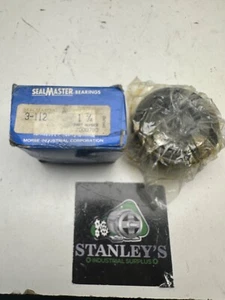 SEALMASTER BEARINGS
3-112
1 3/4
MORSE INDUSTRIAL CORPORATION
STANLEY'S
INDUSTRIAL SURPLUS